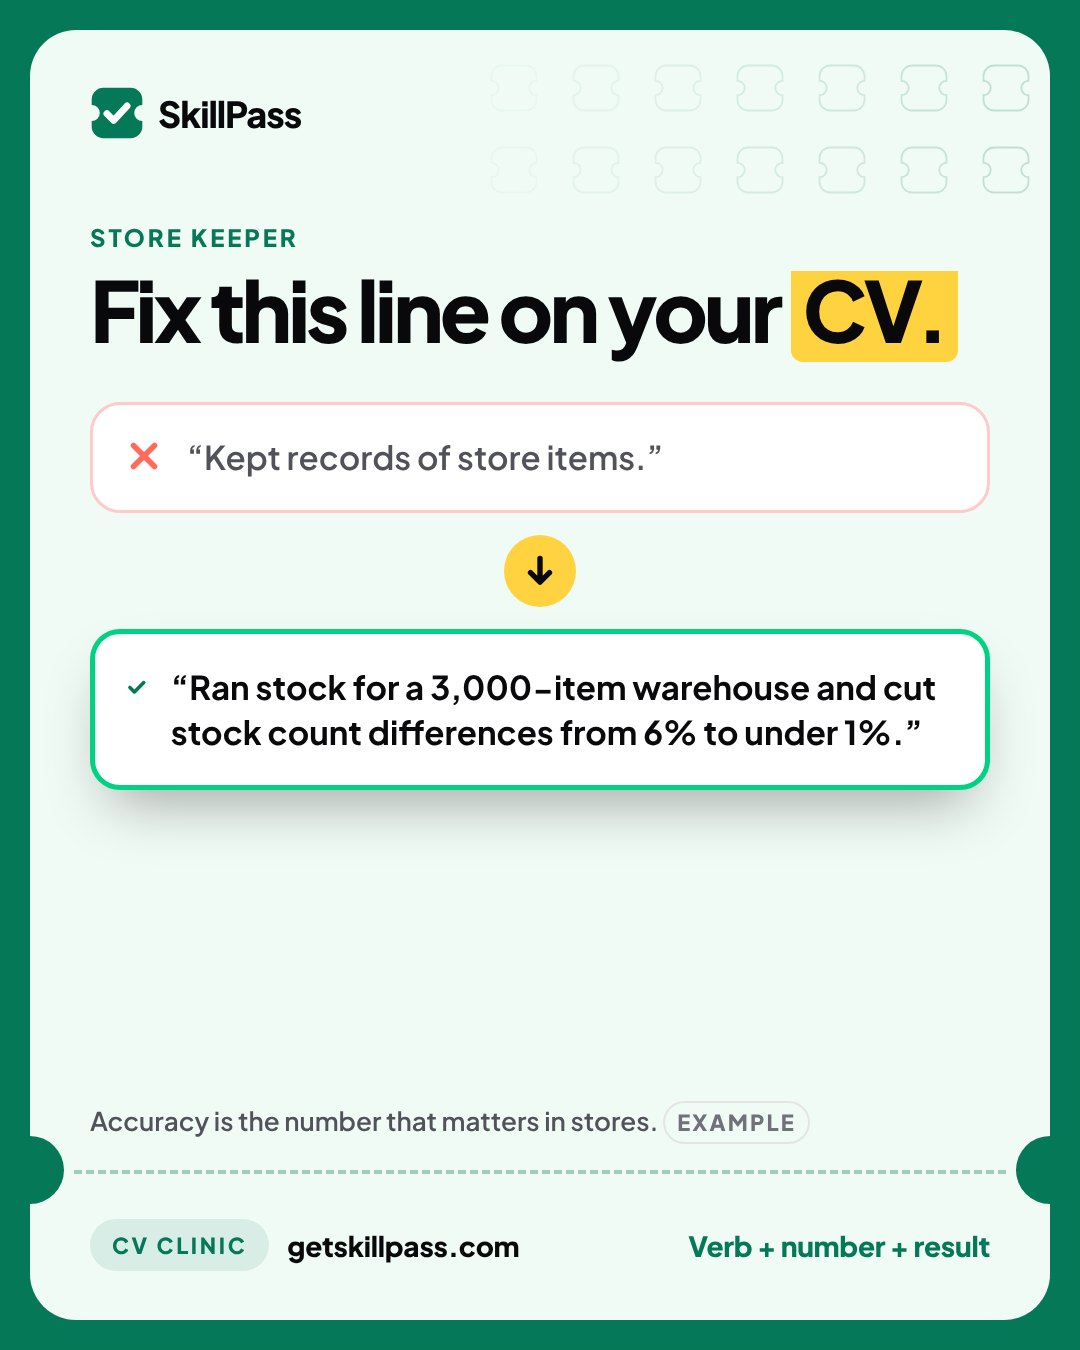 SkillPass
STORE KEEPER
Fix this line on your CV.
“Kept records of store items.”
“Ran stock for a 3,000-item warehouse and cut
stock count differences from 6% to under 1%.”
Accuracy is the number that matters in stores. EXAMPLE
CV CLINIC getskillpass.com Verb + number + result